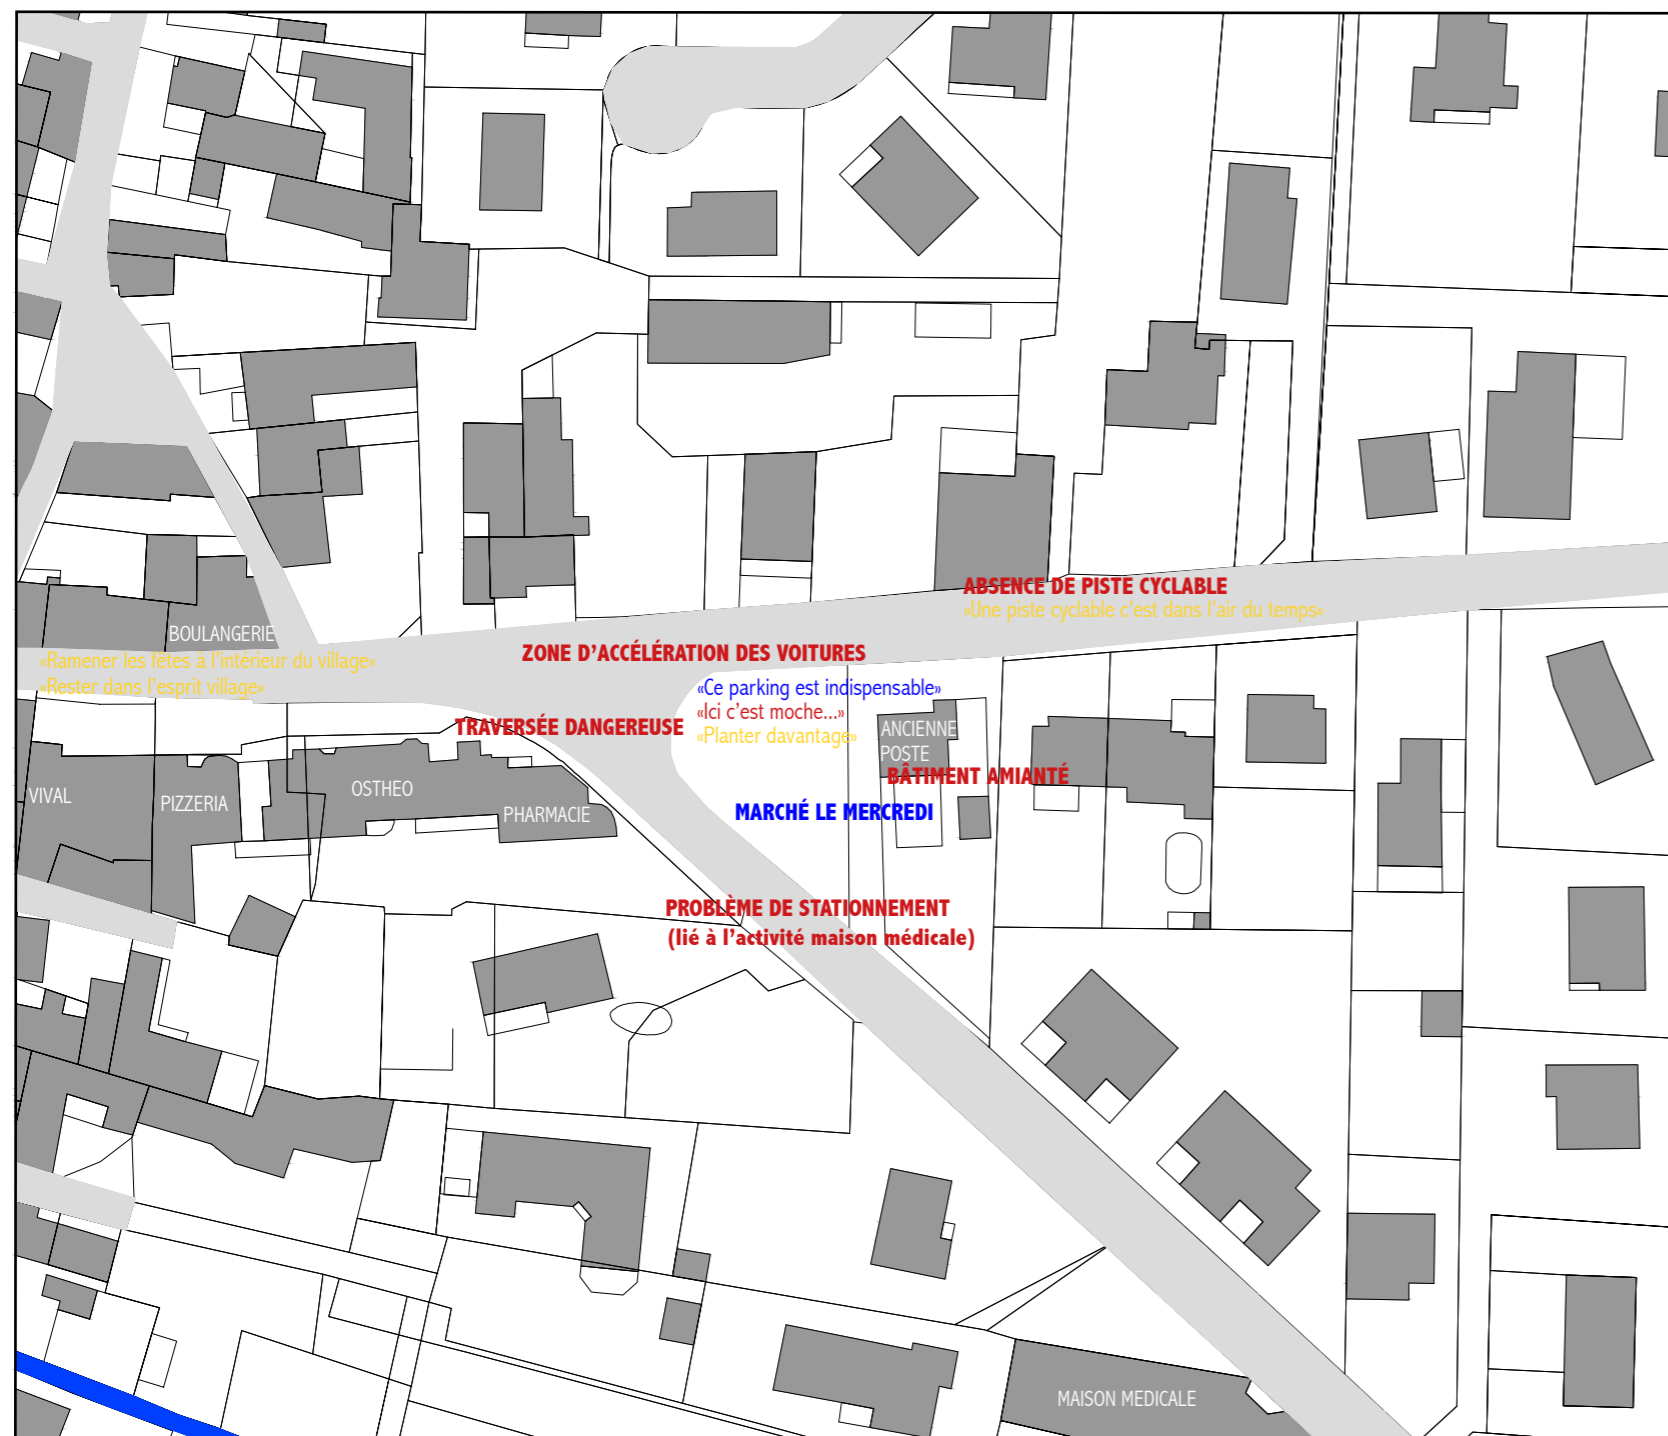 ABSENCE DE PISTE CYCLABLE
«Une piste cyclable c’est dans l’air du temps»
BOULANGERIE
«Ramener les fêtes à l’intérieur du village»
«Rester dans l’esprit village»
ZONE D’ACCÉLÉRATION DES VOITURES
«Ce parking est indispensable»
«Ici c’est moche...»
«Planter davantage»
TRAVERSÉE DANGEREUSE
ANCIENNE
POSTE
BÂTIMENT AMIANTÉ
VIVAL
PIZZERIA
OSTHEO
PHARMACIE
MARCHÉ LE MERCREDI
PROBLÈME DE STATIONNEMENT
(lié à l’activité maison médicale)
MAISON MEDICALE